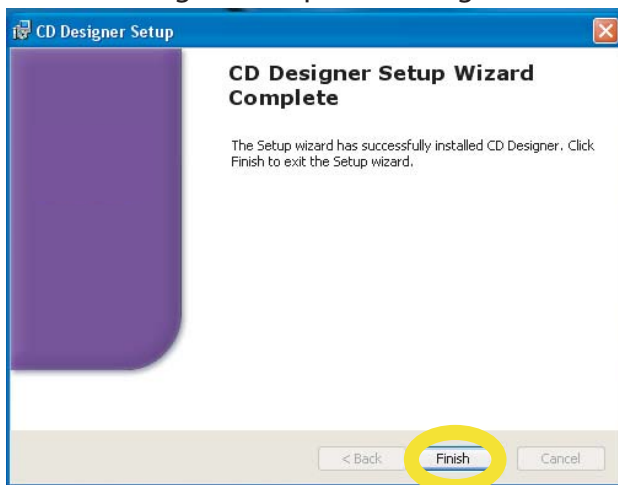 CD Designer Setup
CD Designer Setup Wizard
Complete
The Setup wizard has successfully installed CD Designer. Click
Finish to exit the Setup wizard.
< Back
Finish
Cancel